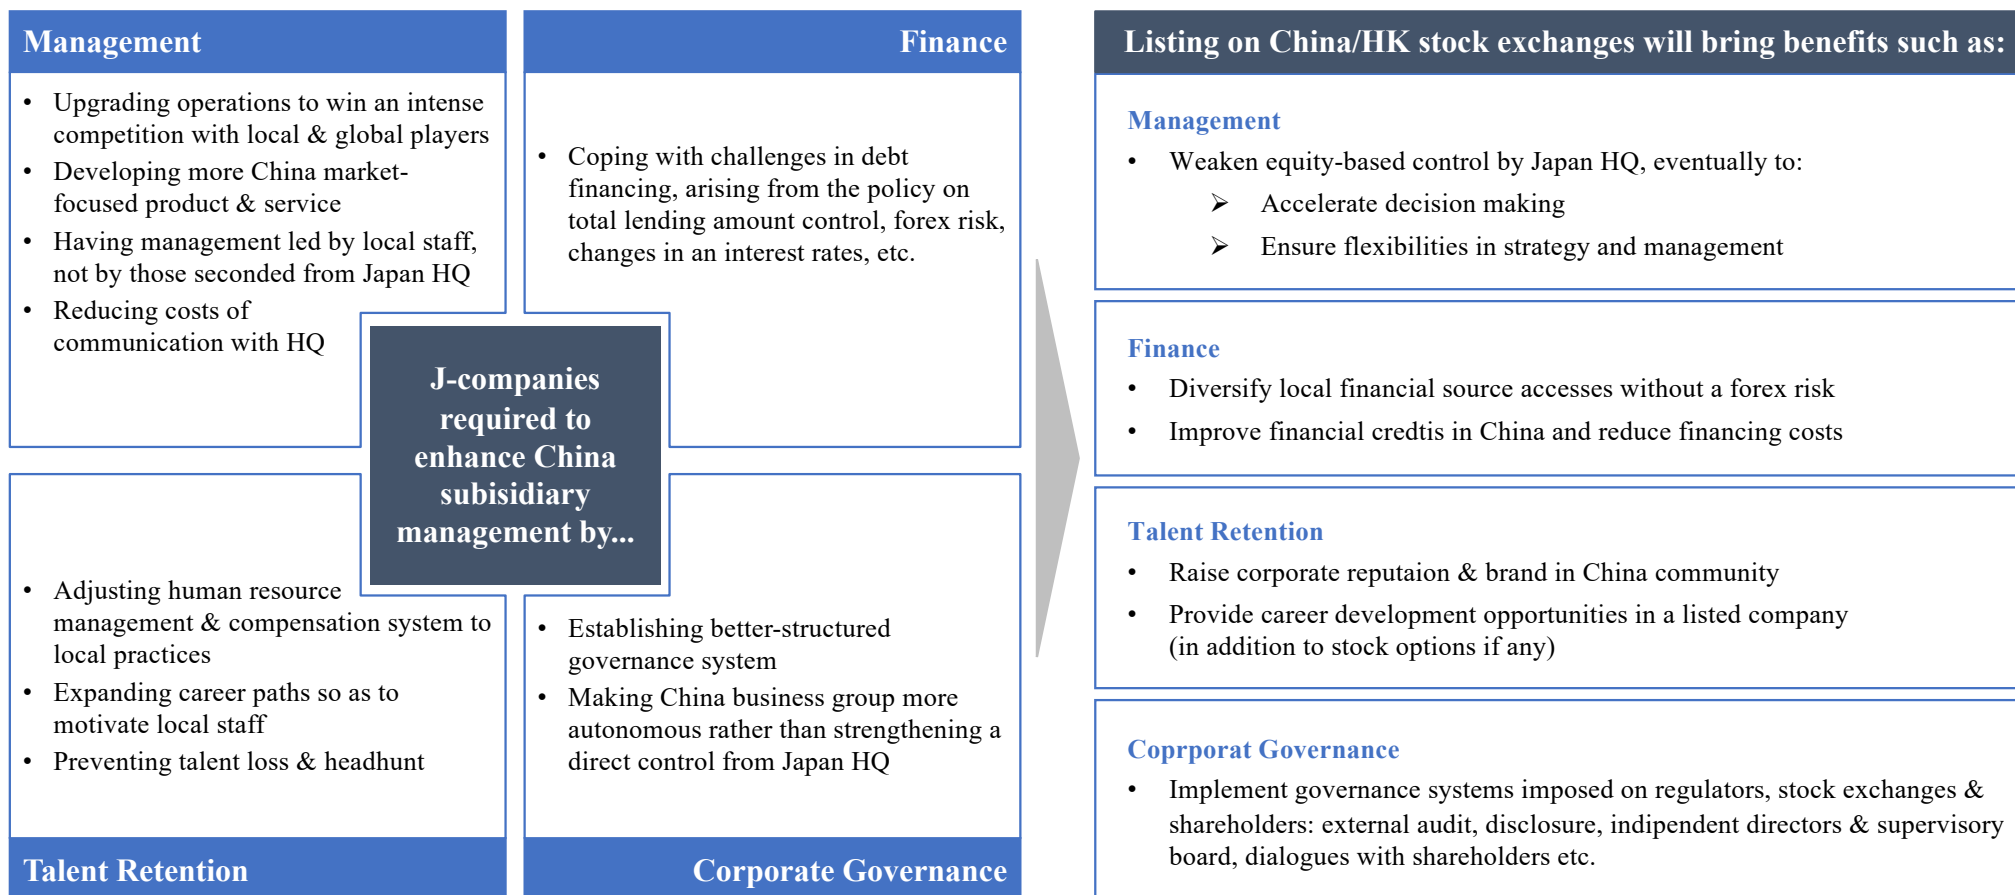 Management
• Upgrading operations to win an intense
competition with local & global players
• Developing more China market-
focused product & service
• Having management led by local staff,
not by those seconded from Japan HQ
• Reducing costs of
communication with HQ
Finance
• Coping with challenges in debt
financing, arising from the policy on
total lending amount control, forex risk,
changes in an interest rates, etc.
J-companies
required to
enhance China
subisidiary
management by...
• Adjusting human resource
management & compensation system to
local practices
• Expanding career paths so as to
motivate local staff
• Preventing talent loss & headhunt
Talent Retention
• Establishing better-structured
governance system
• Making China business group more
autonomous rather than strengthening a
direct control from Japan HQ
Corporate Governance
Listing on China/HK stock exchanges will bring benefits such as:
Management
• Weaken equity-based control by Japan HQ, eventually to:
➢ Accelerate decision making
➢ Ensure flexibilities in strategy and management
Finance
• Diversify local financial source accesses without a forex risk
• Improve financial credtis in China and reduce financing costs
Talent Retention
• Raise corporate reputaion & brand in China community
• Provide career development opportunities in a listed company
(in addition to stock options if any)
Coprporat Governance
• Implement governance systems imposed on regulators, stock exchanges &
shareholders: external audit, disclosure, indipendent directors & supervisory
board, dialogues with shareholders etc.